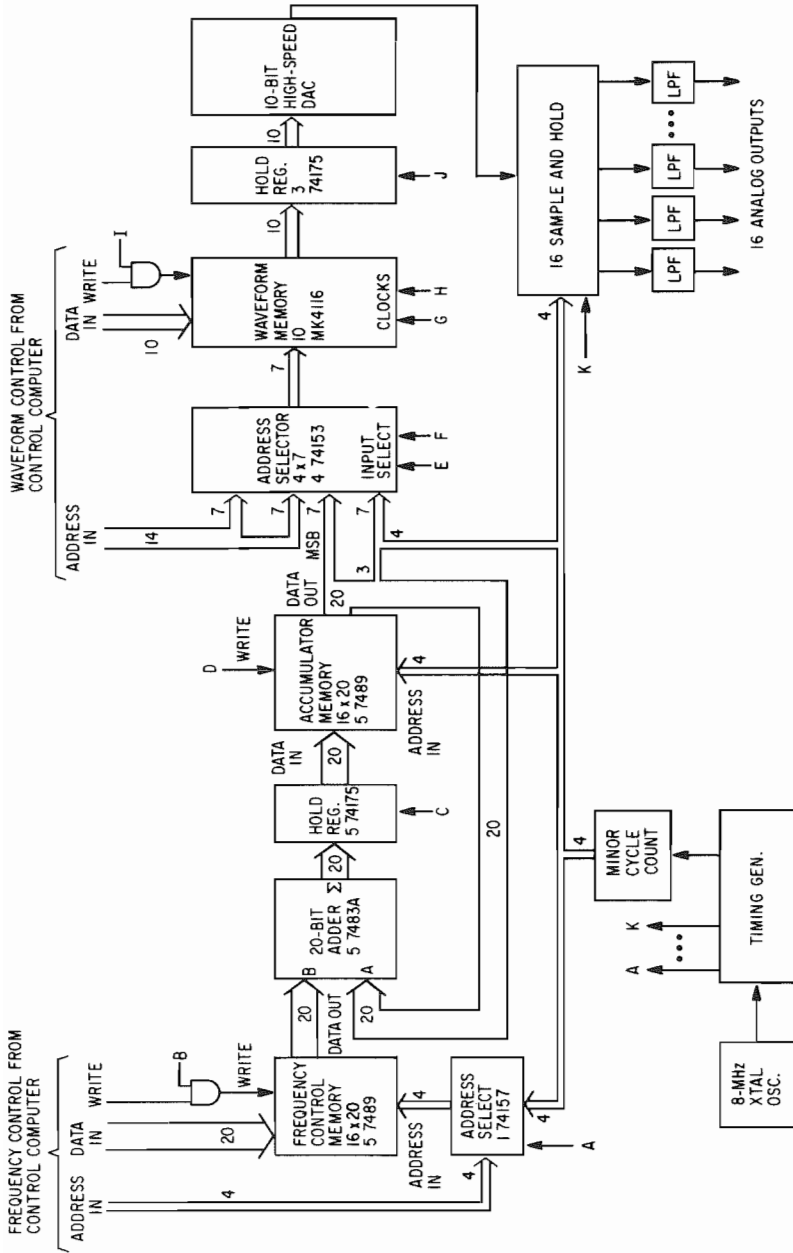 FREQUENCY CONTROL FROM
CONTROL COMPUTER
ADDRESS
IN
DATA
IN
WRITE
4
20
B
WRITE
FREQUENCY
CONTROL
MEMORY
16 x 20
5 7489
ADDRESS
IN
4
ADDRESS
SELECT
1 74157
4
4
A
20
DATA OUT
20
B
A
20-BIT
ADDER
5 7483A
Σ
20
HOLD
REG.
5 74175
C
DATA
IN
20
D
WRITE
ACCUMULATOR
MEMORY
16 x 20
5 7489
ADDRESS
IN
4
DATA
OUT
20
MSB
20
3
4
WAVEFORM CONTROL FROM
CONTROL COMPUTER
ADDRESS
IN
14
7
7
7
7
ADDRESS
SELECTOR
4 x 7
4 74153
INPUT
SELECT
E
F
7
DATA
IN
WRITE
10
I
WAVEFORM
MEMORY
10
MK4116
CLOCKS
G
H
10
HOLD
REG.
3
74175
J
10
10-BIT
HIGH-SPEED
DAC
8-MHz
XTAL
OSC.
TIMING GEN.
A
•••
K
MINOR
CYCLE
COUNT
4
4
K
16 SAMPLE AND HOLD
LPF
LPF
LPF
•••
LPF
16 ANALOG OUTPUTS